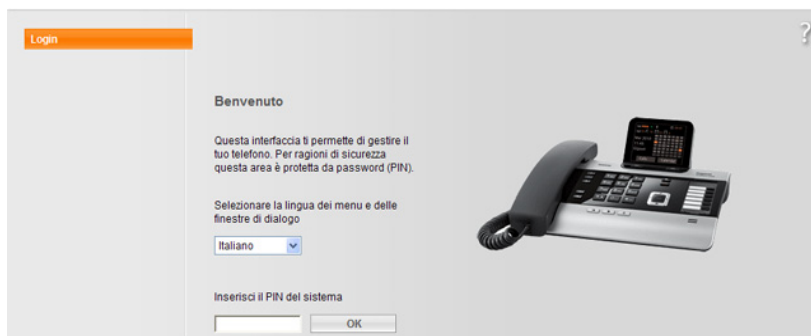 Login
?
Benvenuto
Questa interfaccia ti permette di gestire il
tuo telefono. Per ragioni di sicurezza
questa area è protetta da password (PIN).
Selezionare la lingua dei menu e delle
finestre di dialogo
Italiano
Inserisci il PIN del sistema
OK